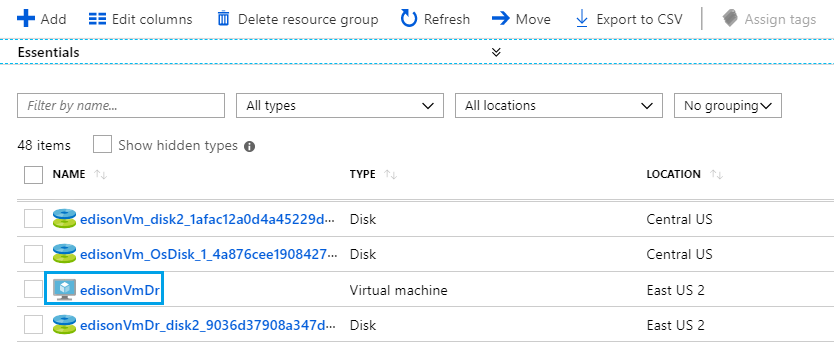 Add Edit columns Delete resource group Refresh Move Export to CSV Assign tags
Essentials
Filter by name... All types All locations No grouping
48 items Show hidden types
NAME TYPE LOCATION
edisonVm_disk2_1afac12a0d4a45229d... Disk Central US
edisonVm_OsDisk_1_4a876cee1908427... Disk Central US
edisonVmDr Virtual machine East US 2
edisonVmDr_disk2_9036d37908a347d... Disk East US 2